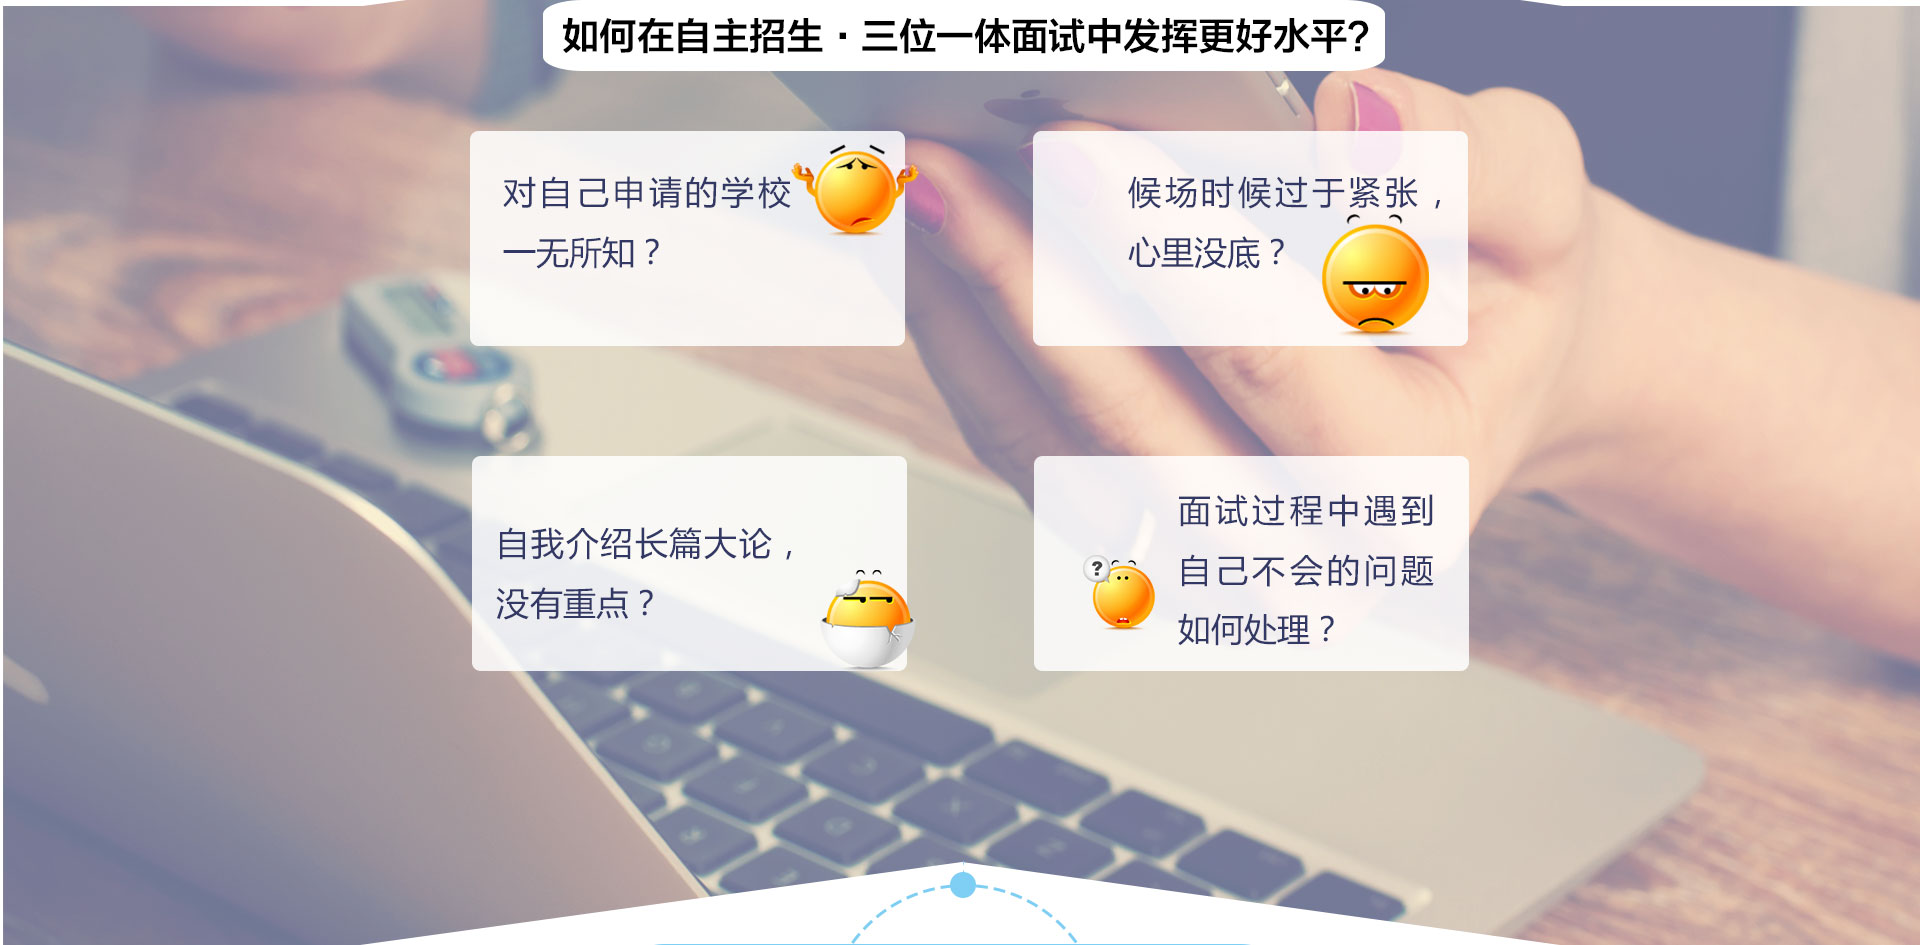 如何在自主招生·三位一体面试中发挥更好水平?
对自己申请的学校
一无所知？
候场时候过于紧张，
心里没底？
自我介绍长篇大论，
没有重点？
?
面试过程中遇到
自己不会的问题
如何处理？